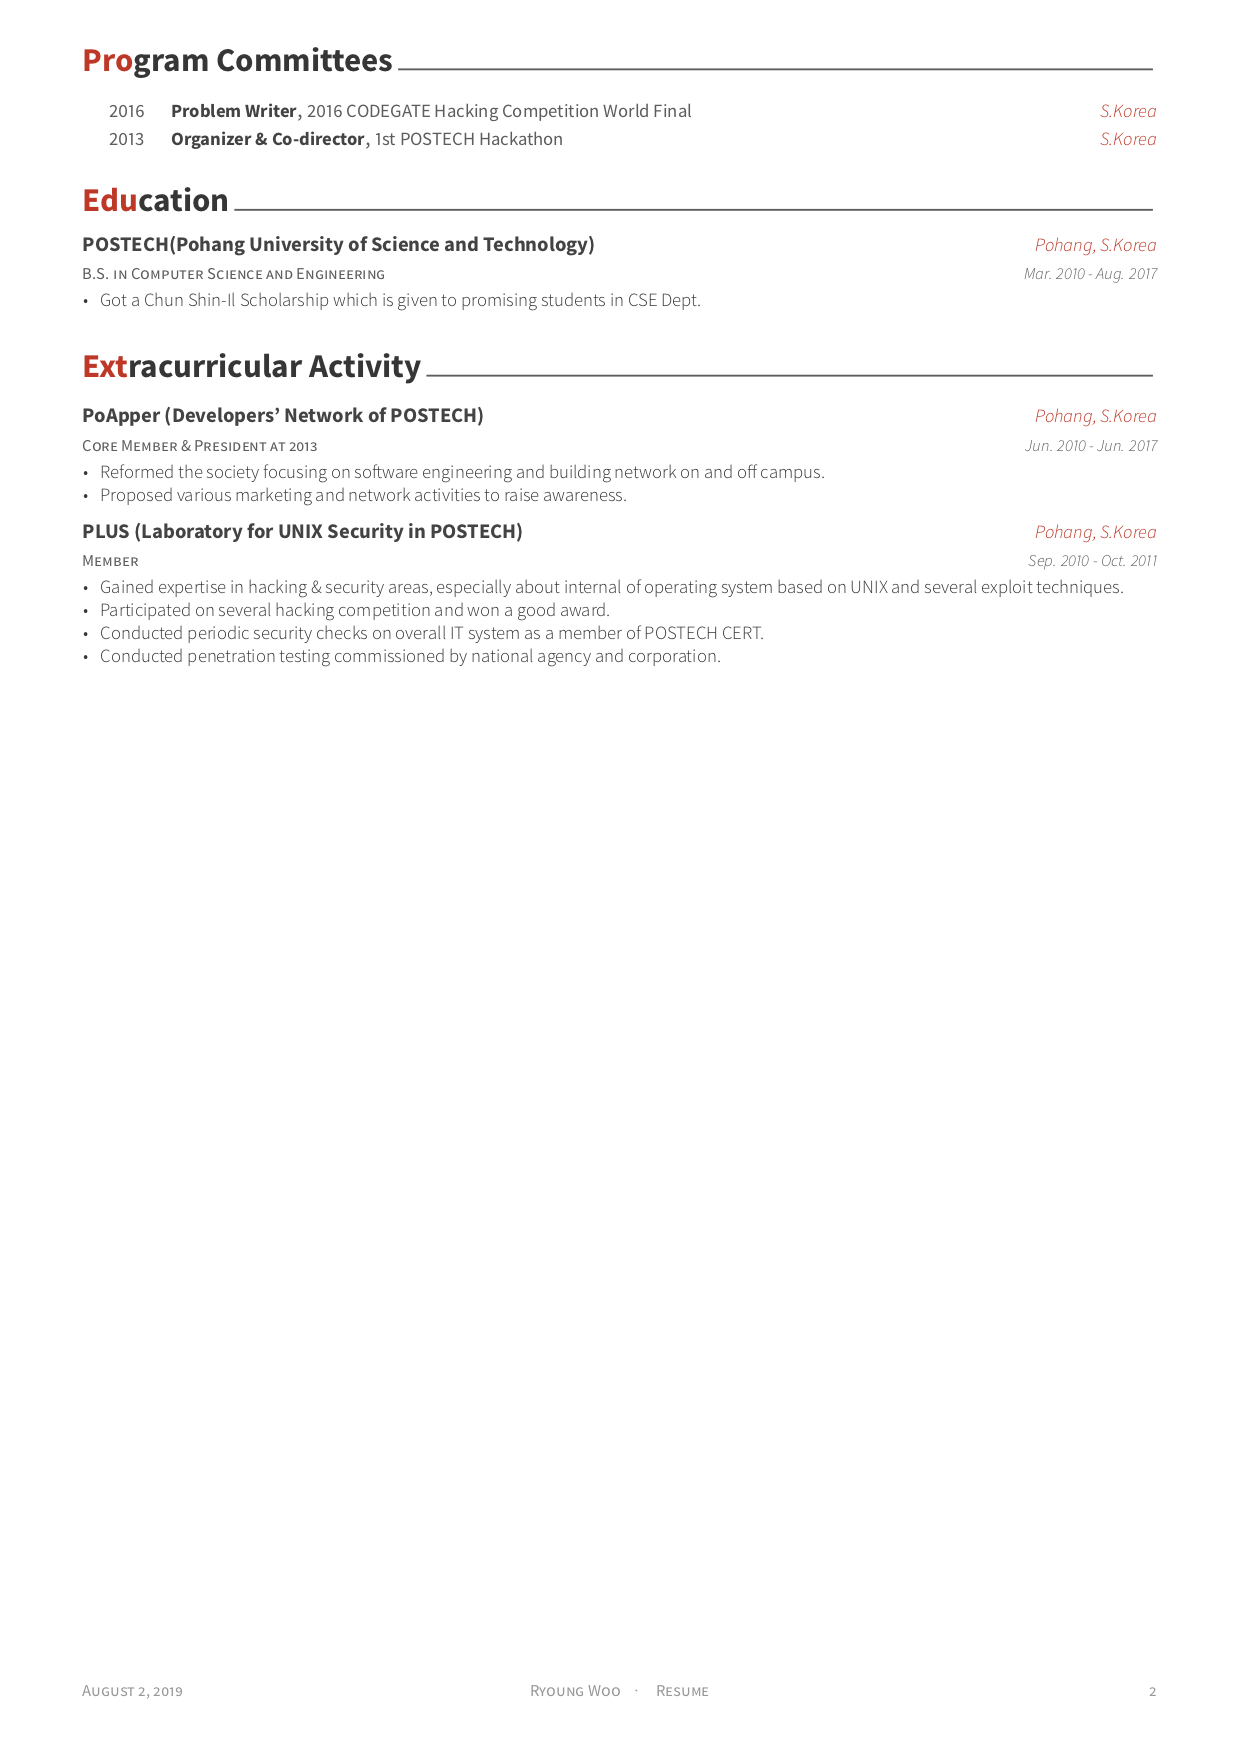 Program Committees
2016 Problem Writer, 2016 CODEGATE Hacking Competition World Final S.Korea
2013 Organizer & Co-director, 1st POSTECH Hackathon S.Korea
Education
POSTECH(Pohang University of Science and Technology) Pohang, S.Korea
B.S. in Computer Science and Engineering Mar. 2010 - Aug. 2017
• Got a Chun Shin-Il Scholarship which is given to promising students in CSE Dept.
Extracurricular Activity
PoApper (Developers’ Network of POSTECH) Pohang, S.Korea
Core Member & President at 2013 Jun. 2010 - Jun. 2017
• Reformed the society focusing on software engineering and building network on and off campus.
• Proposed various marketing and network activities to raise awareness.
PLUS (Laboratory for UNIX Security in POSTECH) Pohang, S.Korea
Member Sep. 2010 - Oct. 2011
• Gained expertise in hacking & security areas, especially about internal of operating system based on UNIX and several exploit techniques.
• Participated on several hacking competition and won a good award.
• Conducted periodic security checks on overall IT system as a member of POSTECH CERT.
• Conducted penetration testing commissioned by national agency and corporation.
August 2, 2019 Ryoung Woo · Resume 2